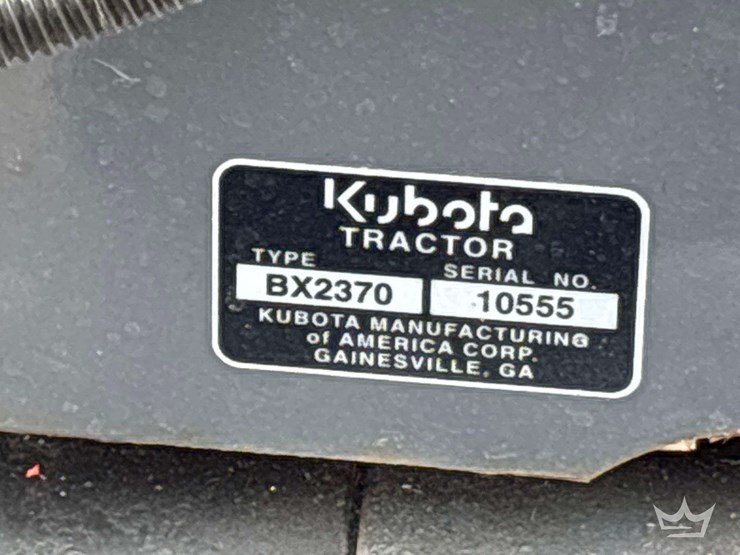 Kubota
TRACTOR
TYPE SERIAL NO.
BX2370 10555
KUBOTA MANUFACTURING
of AMERICA CORP.
GAINESVILLE, GA